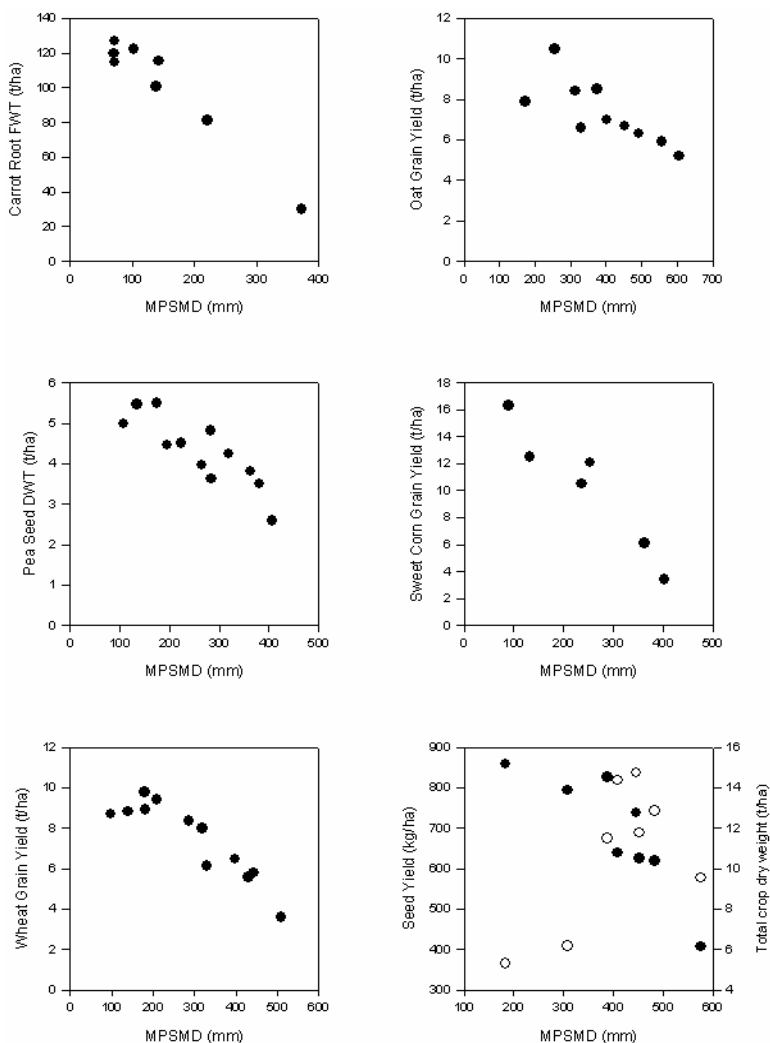 Carrot Root FWT (t/ha)
140
120
100
80
60
40
20
0
0 100 200 300 400
MPSMD (mm)
Oat Grain Yield (t/ha)
12
10
8
6
4
2
0
0 100 200 300 400 500 600 700
MPSMD (mm)
Pea Seed DWT (t/ha)
6
5
4
3
2
1
0
0 100 200 300 400 500
MPSMD (mm)
Sweet Corn Grain Yield (t/ha)
18
16
14
12
10
8
6
4
2
0
0 100 200 300 400 500
MPSMD (mm)
Wheat Grain Yield (t/ha)
12
10
8
6
4
2
0
0 100 200 300 400 500 600
MPSMD (mm)
Seed Yield (kg/ha)
900
800
700
600
500
400
300
100 200 300 400 500 600
MPSMD (mm)
16
14
12
10
8
6
4
Total crop dry weight (t/ha)